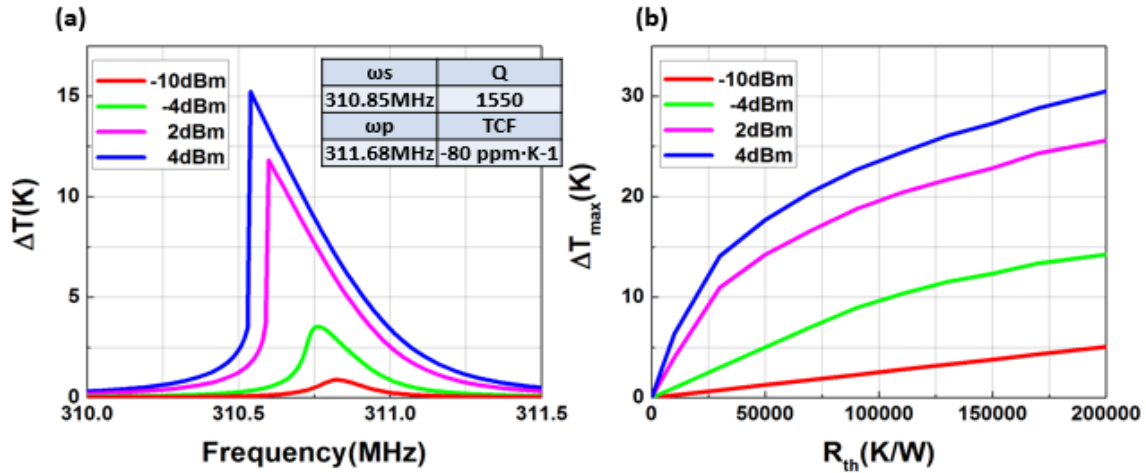 (a)
ΔT(K)
15
10
5
0
-10dBm
-4dBm
2dBm
4dBm
ωs Q
310.85MHz 1550
ωp TCF
311.68MHz -80 ppm·K-1
310.0 310.5 311.0 311.5
Frequency(MHz)
(b)
ΔTmax(K)
30
20
10
0
-10dBm
-4dBm
2dBm
4dBm
0 50000 100000 150000 200000
Rth(K/W)